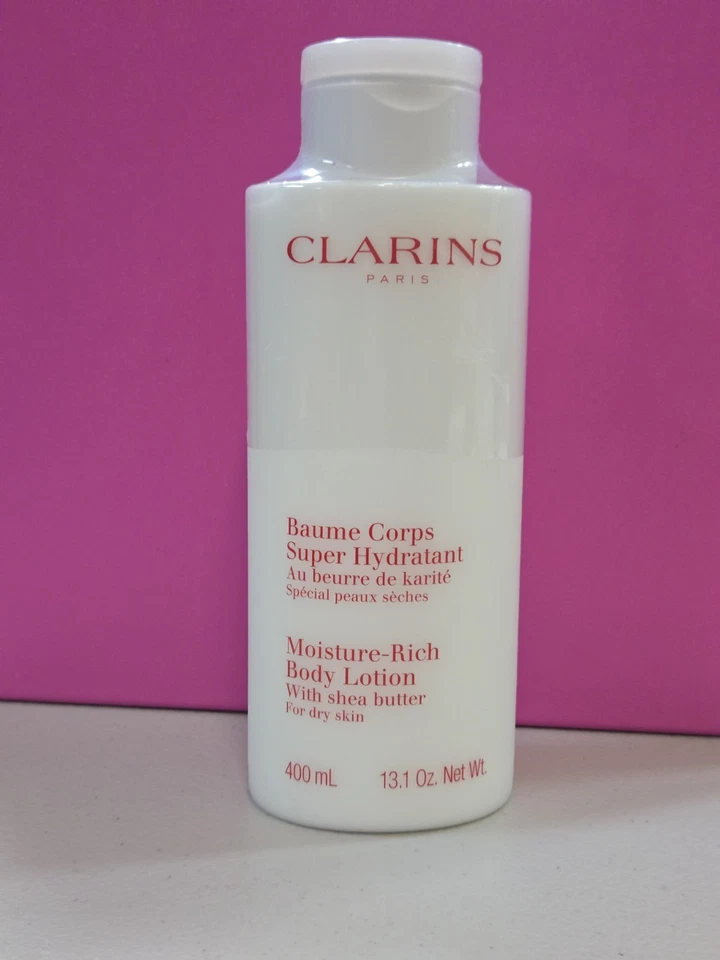 CLARINS
PARIS
Baume Corps
Super Hydratant
Au beurre de karité
Spécial peaux sèches
Moisture-Rich
Body Lotion
With shea butter
For dry skin
400 mL 13.1 Oz. Net Wt.